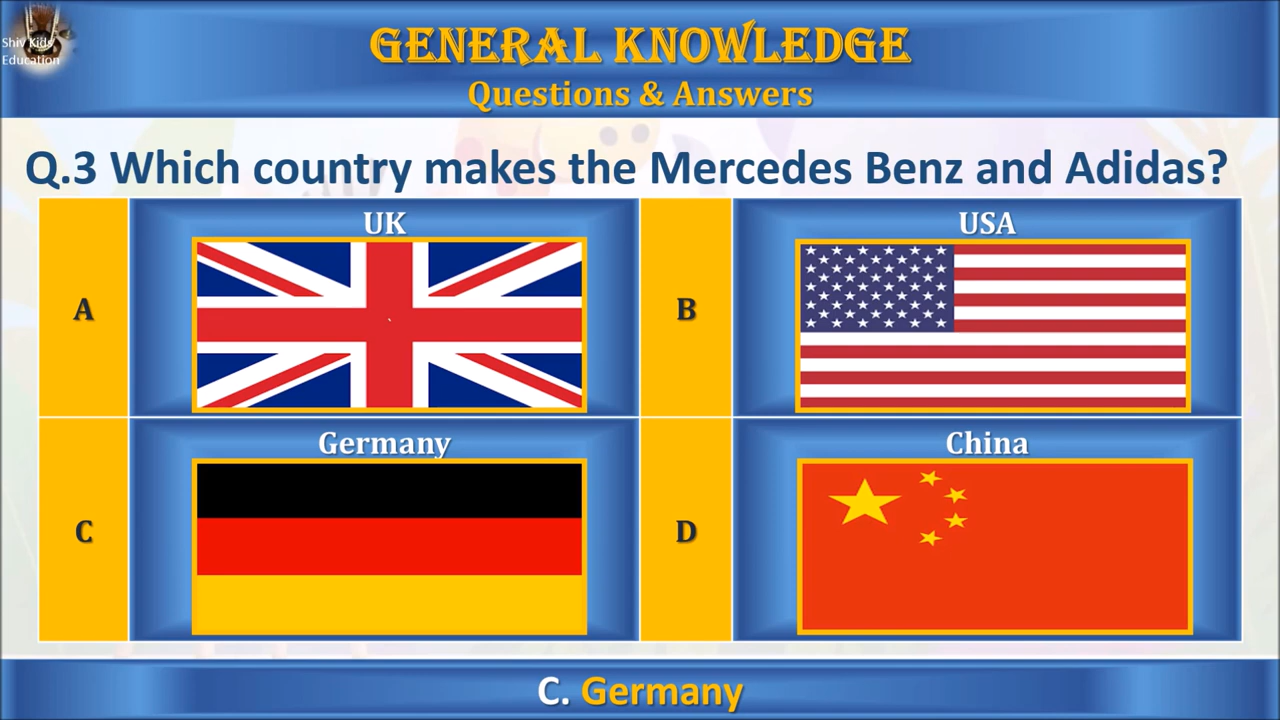 Shiv Kids
Education
GENERAL KNOWLEDGE
Questions & Answers
Q.3 Which country makes the Mercedes Benz and Adidas?
A
UK
B
USA
C
Germany
D
China
C. Germany